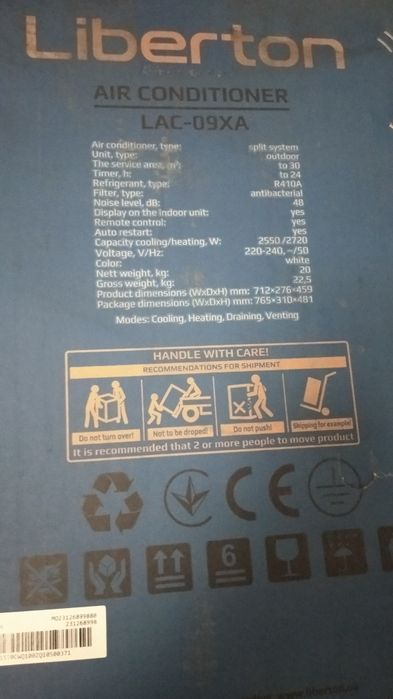 Liberton
AIR CONDITIONER
LAC-09XA
Air conditioner, type: split system
Unit, type: outdoor
The service area, m²: to 30
Timer, h: to 24
Refrigerant, type: R410A
Filter, type: antibacterial
Noise level, dB: 48
Display on the indoor unit: yes
Remote control: yes
Auto restart: yes
Capacity cooling/heating, W: 2550 /2720
Voltage, V/Hz: 220-240, ~/50
Color: white
Nett weight, kg: 20
Gross weight, kg: 22,5
Product dimensions (WxDxH) mm: 712×276×459
Package dimensions (WxDxH) mm: 765×310×481
Modes: Cooling, Heating, Draining, Venting
HANDLE WITH CARE!
RECOMMENDATIONS FOR SHIPMENT
Do not turn over!
Not to be droped!
Do not push!
Shipping for example!
It is recommended that 2 or more people to move product
CE
6
MD23126099800
231260998